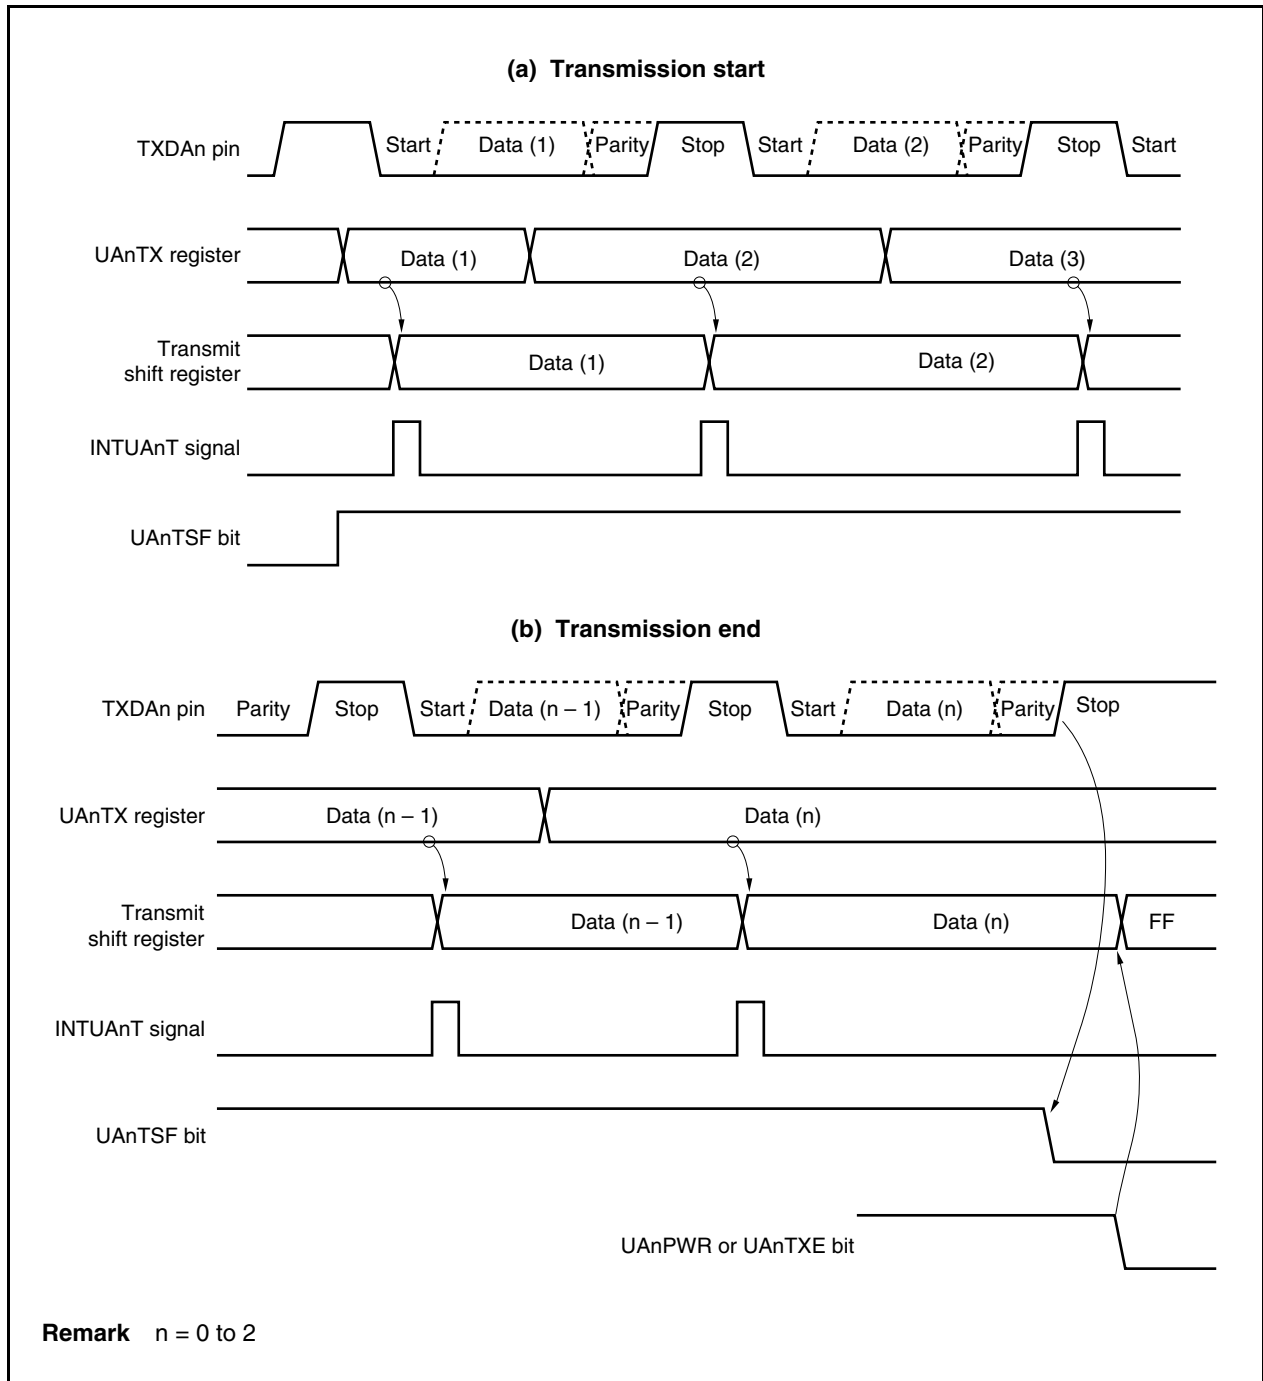 (a) Transmission start
TXDAn pin
Start Data (1) Parity Stop Start Data (2) Parity Stop Start
UAnTX register
Data (1) Data (2) Data (3)
Transmit
shift register
Data (1) Data (2)
INTUAnT signal
UAnTSF bit
(b) Transmission end
TXDAn pin
Parity Stop Start Data (n – 1) Parity Stop Start Data (n) Parity Stop
UAnTX register
Data (n – 1) Data (n)
Transmit
shift register
Data (n – 1) Data (n) FF
INTUAnT signal
UAnTSF bit
UAnPWR or UAnTXE bit
Remark n = 0 to 2